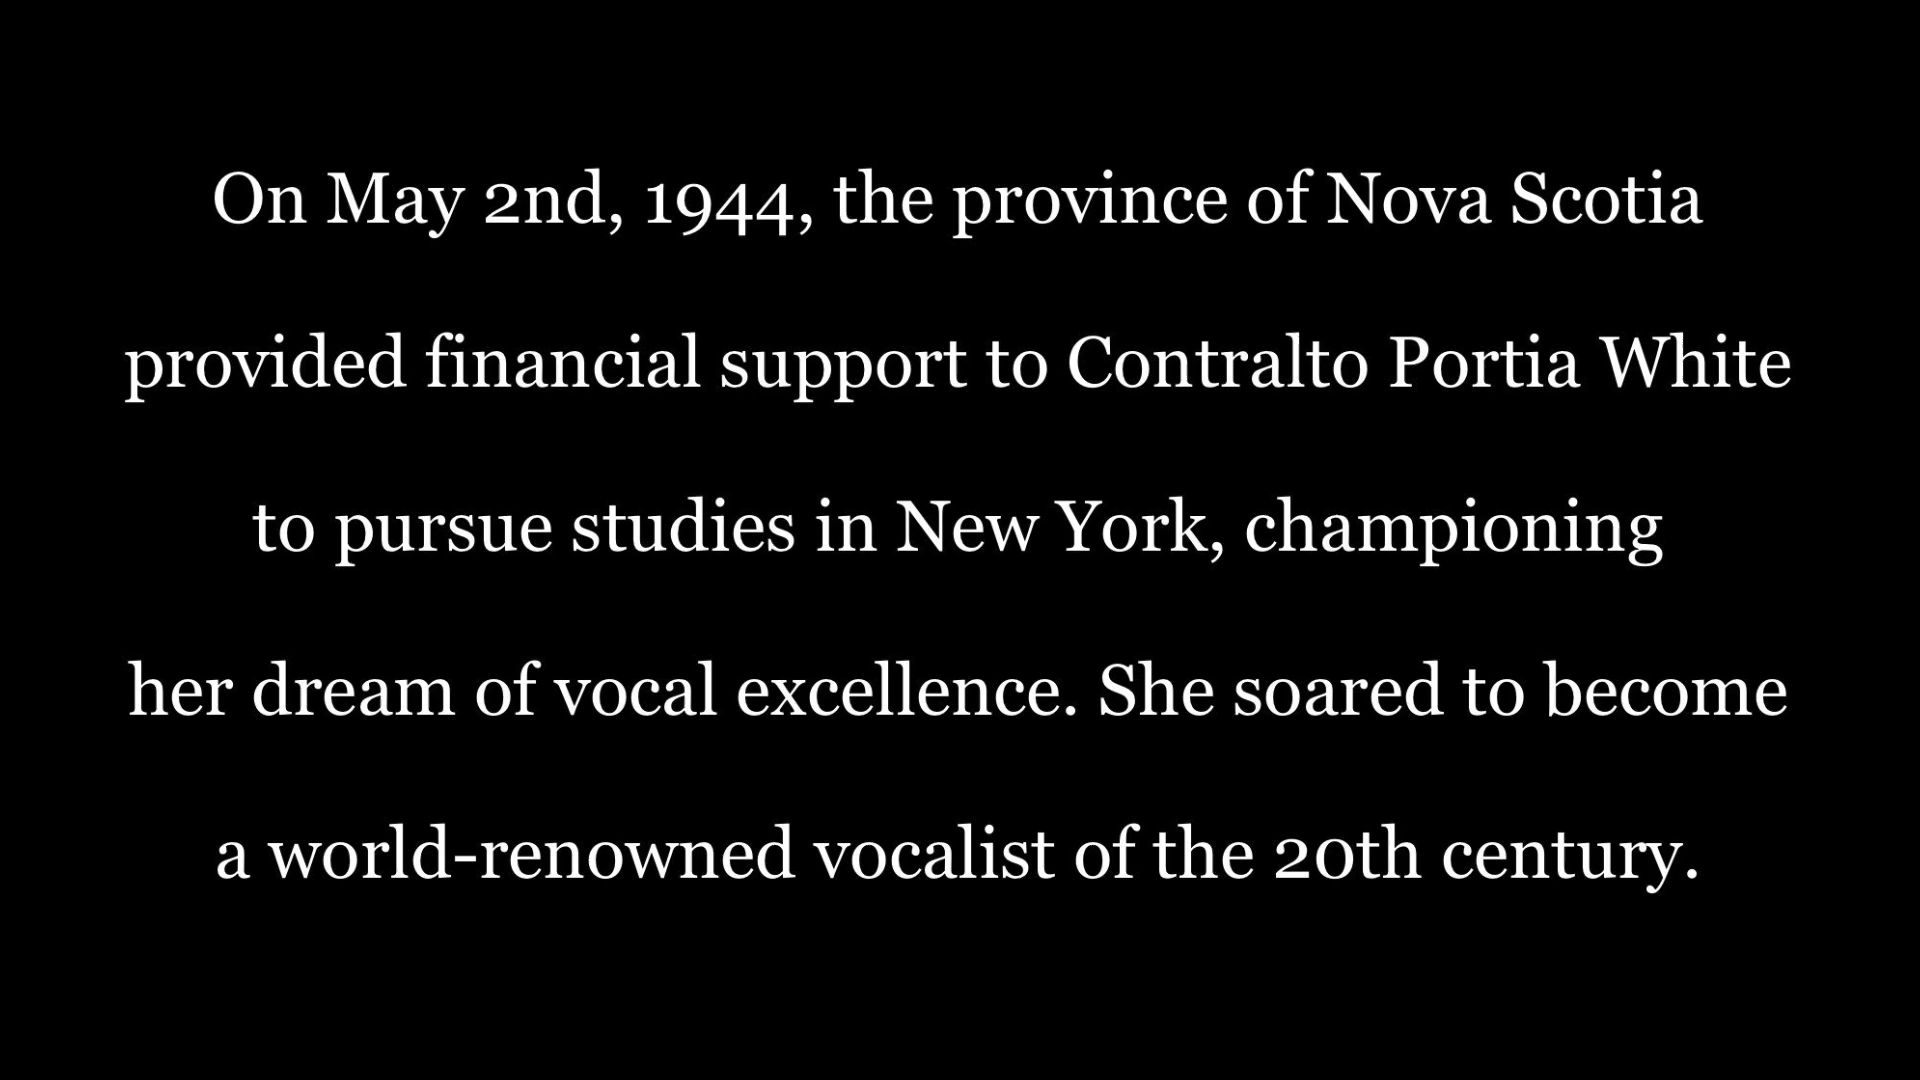 On May 2nd, 1944, the province of Nova Scotia
provided financial support to Contralto Portia White
to pursue studies in New York, championing
her dream of vocal excellence. She soared to become
a world-renowned vocalist of the 20th century.